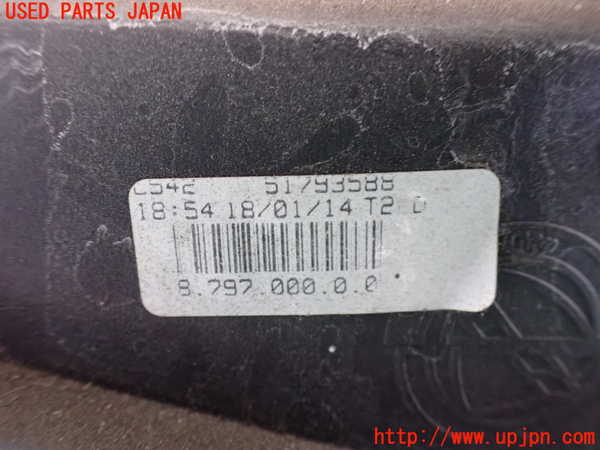 USED PARTS JAPAN
C542 51793588
18:54 18/01/14 T2 D
8.797.000.0.0
http://www.upjpn.com/